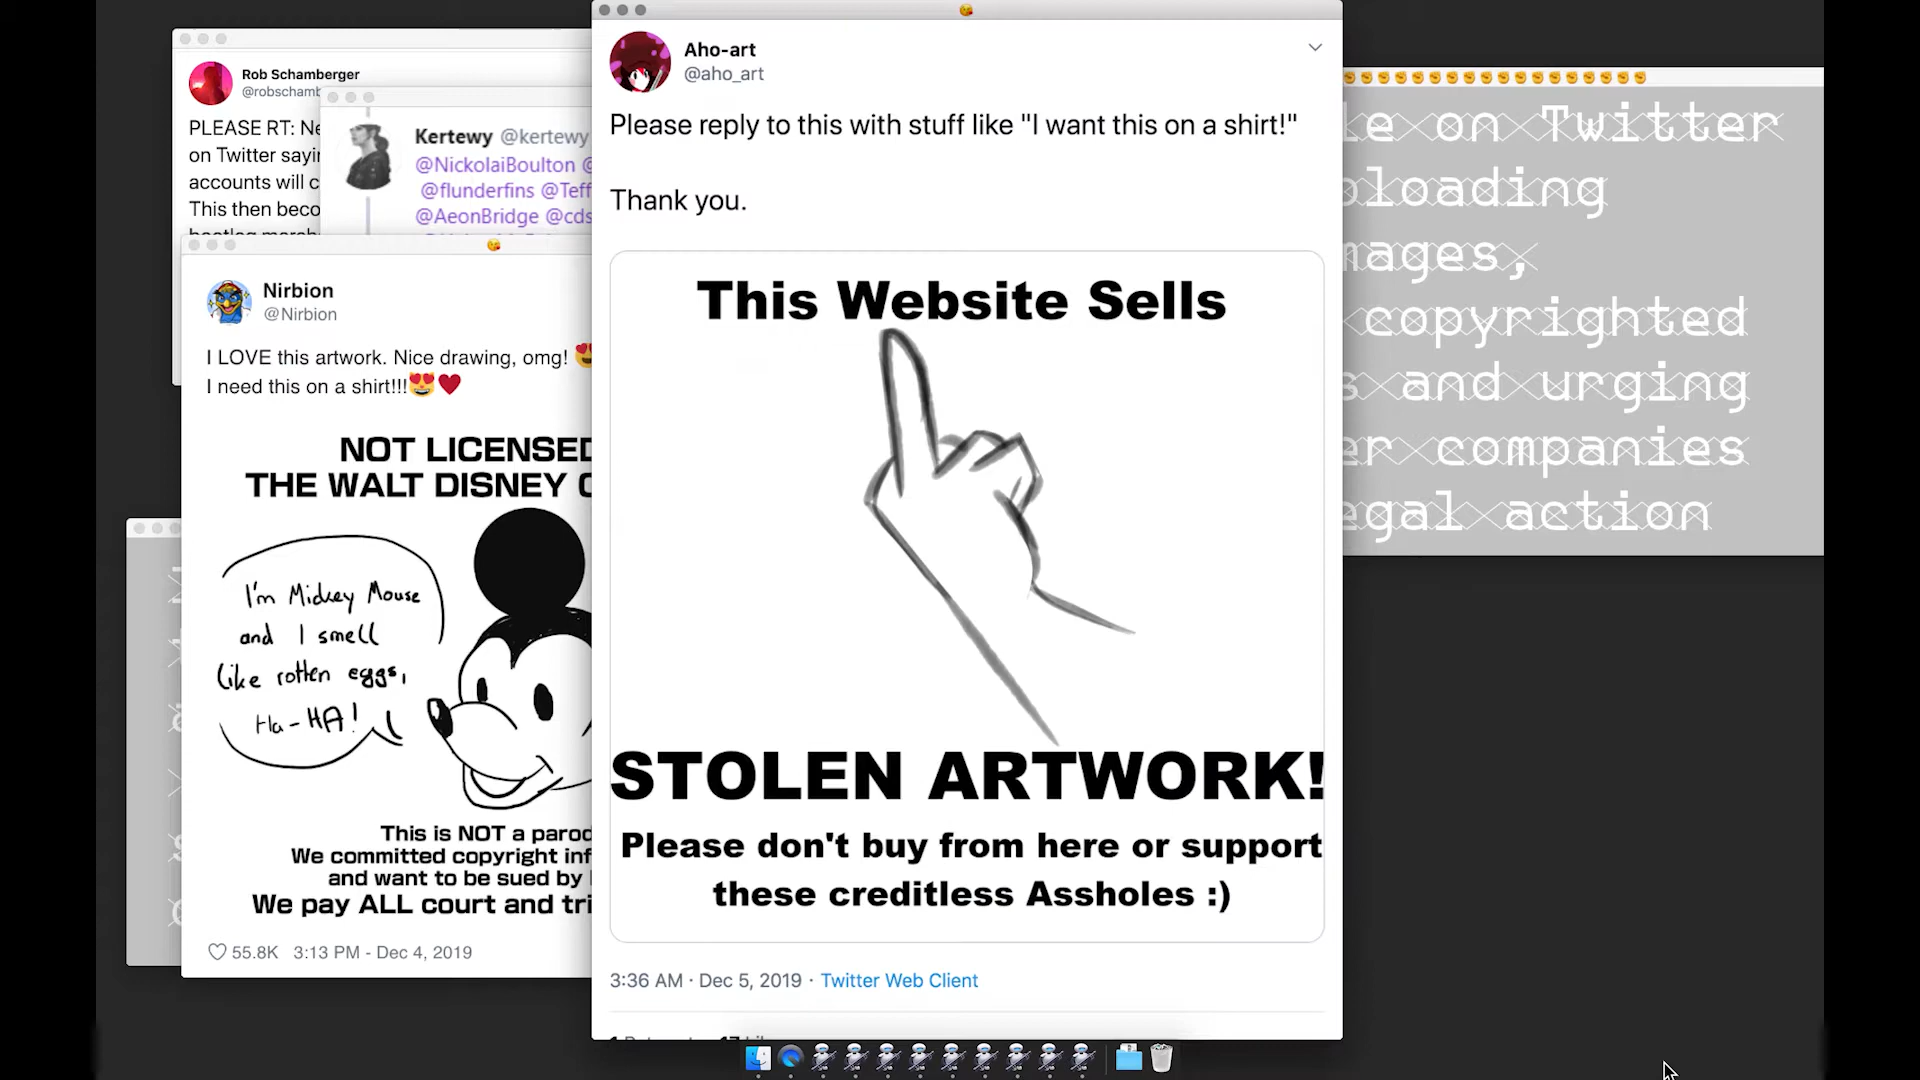 Rob Schamberger
@robschamb
PLEASE RT: Ne
on Twitter sayi
accounts will c
This then beco
Kertewy @kertewy
@NickolaiBoulton @
@flunderfins @Teff
@AeonBridge @cds
Nirbion
@Nirbion
I LOVE this artwork. Nice drawing, omg! 😍
I need this on a shirt!!!😍♥
NOT LICENSED
THE WALT DISNEY C
I'm Mickey Mouse
and I smell
like rotten eggs,
Ha-HA!
This is NOT a parod
We committed copyright inf
and want to be sued by
We pay ALL court and tri
55.8K 3:13 PM - Dec 4, 2019
Aho-art
@aho_art
Please reply to this with stuff like "I want this on a shirt!"
Thank you.
This Website Sells
STOLEN ARTWORK!
Please don't buy from here or support
these creditless Assholes :)
3:36 AM · Dec 5, 2019 · Twitter Web Client
le on Twitter
ploading
mages,
copyrighted
s and urging
er companies
egal action